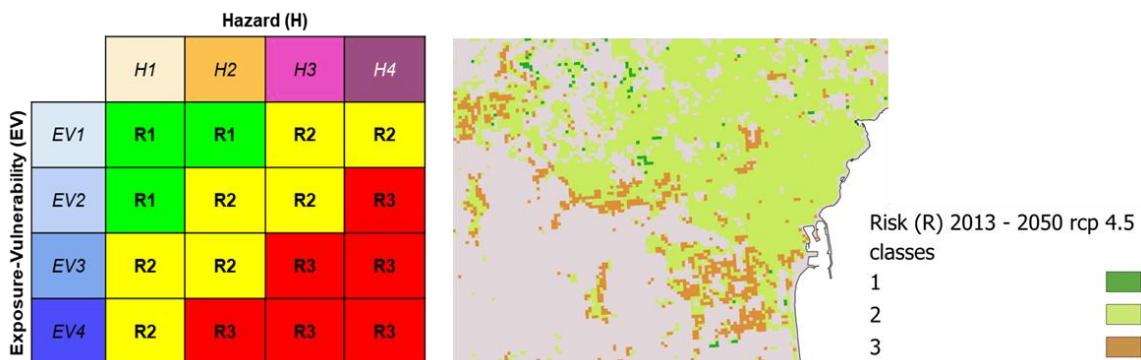 Hazard (H)
H1 H2 H3 H4
Exposure-Vulnerability (EV)
EV1 R1 R1 R2 R2
EV2 R1 R2 R2 R3
EV3 R2 R2 R3 R3
EV4 R2 R3 R3 R3
Risk (R) 2013 - 2050 rcp 4.5
classes
1
2
3